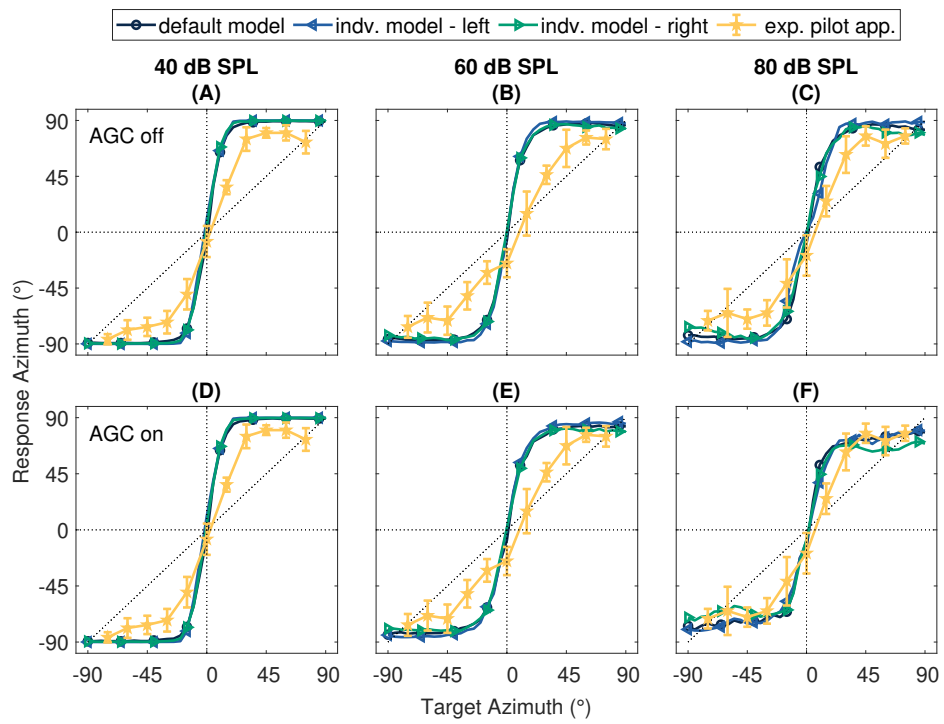 default model indv. model - left indv. model - right exp. pilot app.
40 dB SPL 60 dB SPL 80 dB SPL
(A) (B) (C)
90
AGC off
45
0
-45
-90
(D) (E) (F)
90
AGC on
45
0
-45
-90
-90 -45 0 45 90 -90 -45 0 45 90 -90 -45 0 45 90
Response Azimuth (°)
Target Azimuth (°)